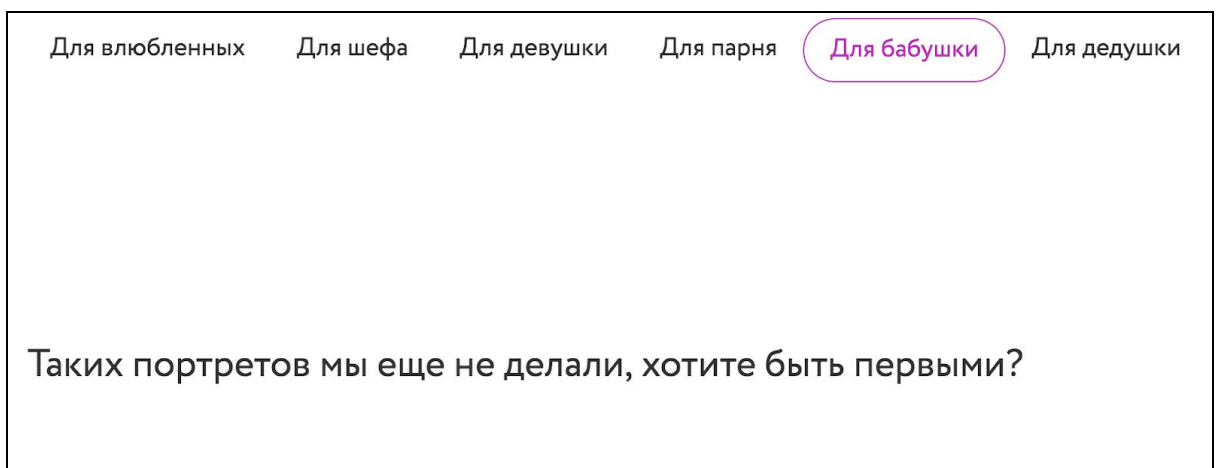 Для влюбленных Для шефа Для девушки Для парня Для бабушки Для дедушки
Таких портретов мы еще не делали, хотите быть первыми?